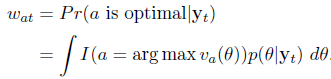 w_{at} = Pr(a is optimal|y_t)
= ∫ I(a = arg max v_a(θ))p(θ|y_t) dθ.